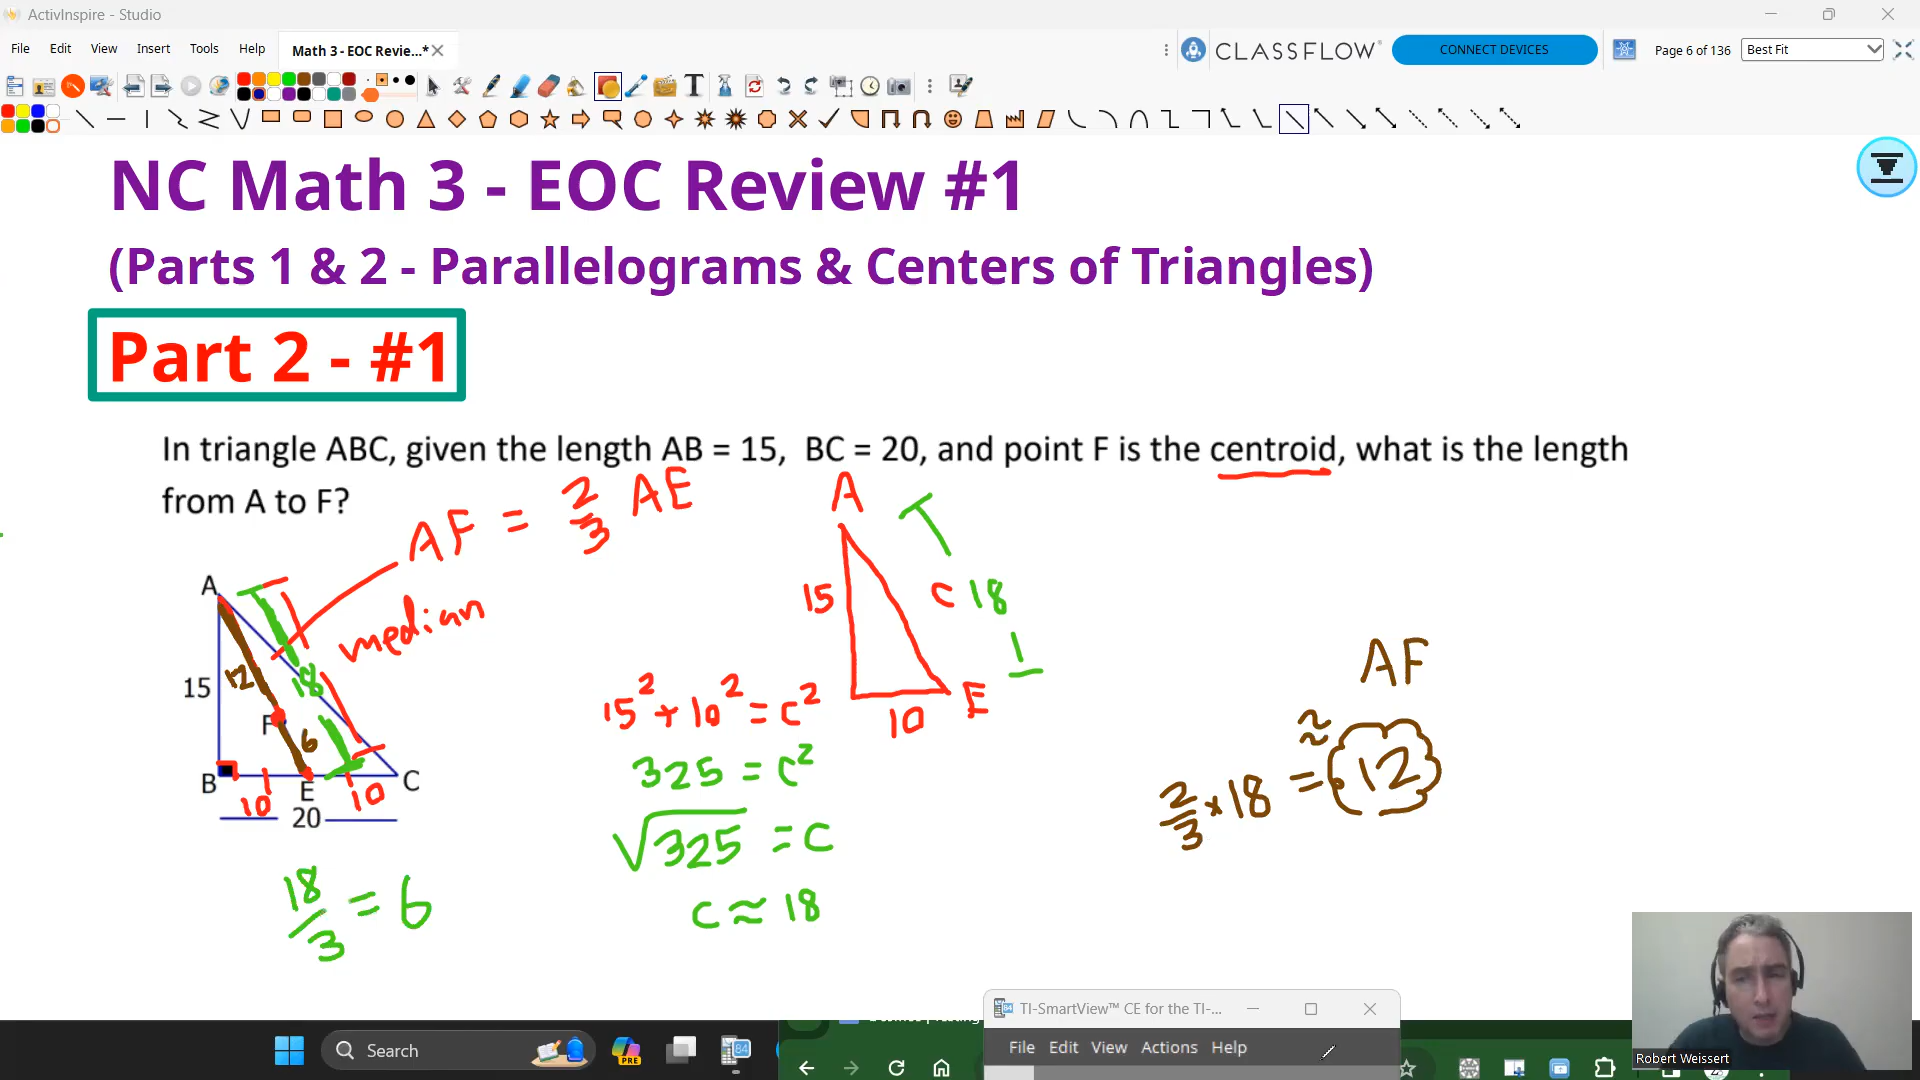 ActivInspire - Studio
File Edit View Insert Tools Help
Math 3 - EOC Revie...*
CLASSFLOW
CONNECT DEVICES
Page 6 of 136
Best Fit
NC Math 3 - EOC Review #1
(Parts 1 & 2 - Parallelograms & Centers of Triangles)
Part 2 - #1
In triangle ABC, given the length AB = 15, BC = 20, and point F is the centroid, what is the length
from A to F?
AF = 2/3 AE
median
A
15
12
18
F
6
B
10
E
10
C
20
18/3 = 6
A
15
C 18
10
E
15² + 10² = c²
325 = c²
√325 = c
c ≈ 18
AF
≈
2/3 × 18 = 12
Robert Weissert
TI-SmartView™ CE for the TI-...
File Edit View Actions Help
Search
PRE
84